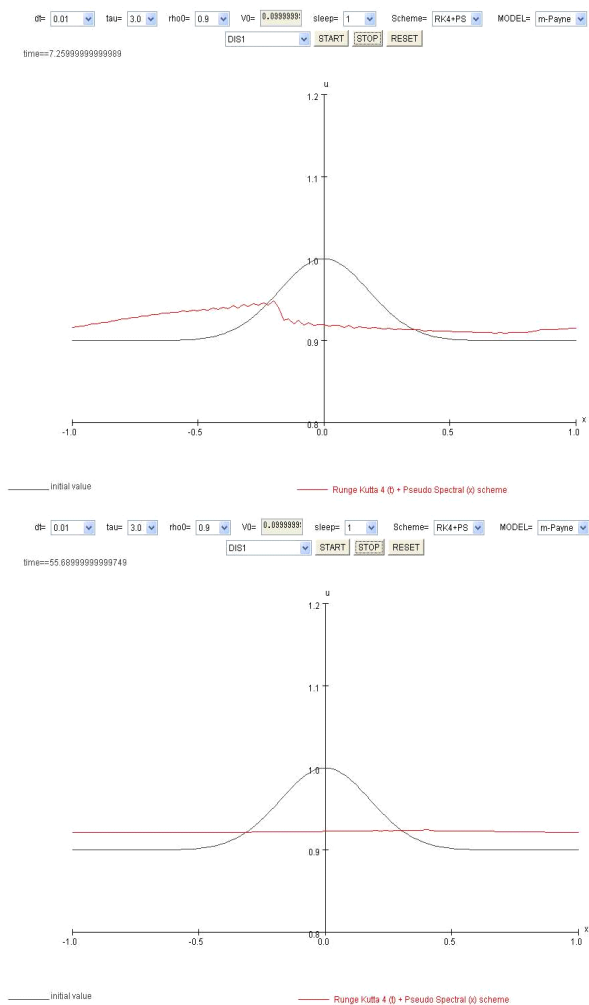 dt= 0.01 tau= 3.0 rho0= 0.9 V0= 0.0999999: sleep= 1 Scheme= RK4+PS MODEL= m-Payne
DIS1 START STOP RESET
time==7.25999999999989
u
1.2
1.1
1.0
0.9
0.8
x
-1.0 -0.5 0.0 0.5 1.0
initial value Runge Kutta 4 (t) + Pseudo Spectral (x) scheme
dt= 0.01 tau= 3.0 rho0= 0.9 V0= 0.0999999: sleep= 1 Scheme= RK4+PS MODEL= m-Payne
DIS1 START STOP RESET
time==55.68999999999749
u
1.2
1.1
1.0
0.9
0.8
x
-1.0 -0.5 0.0 0.5 1.0
initial value Runge Kutta 4 (t) + Pseudo Spectral (x) scheme